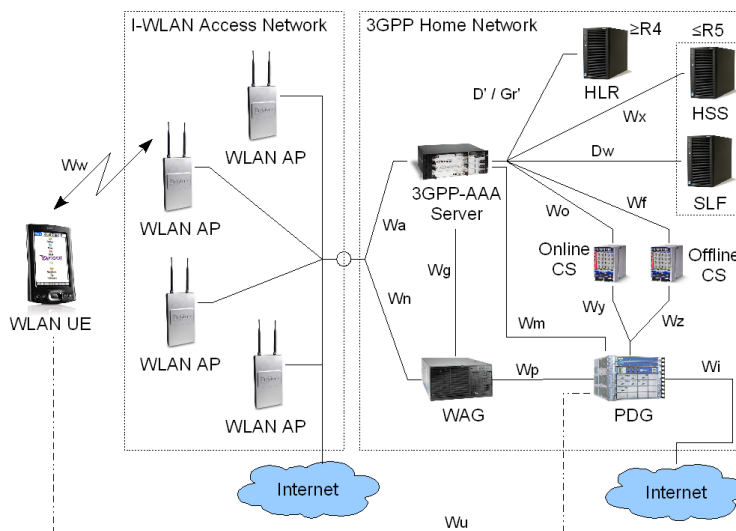 I-WLAN Access Network
3GPP Home Network
≥R4
≤R5
WLAN AP
HLR
HSS
D' / Gr'
Wx
Ww
WLAN AP
3GPP-AAA
Server
Dw
SLF
Wa
Wo
Wf
Online
CS
Offline
CS
Wg
WLAN UE
Wn
Wy
Wz
WLAN AP
Wm
Wp
Wi
WLAN AP
WAG
PDG
Internet
Internet
Wu